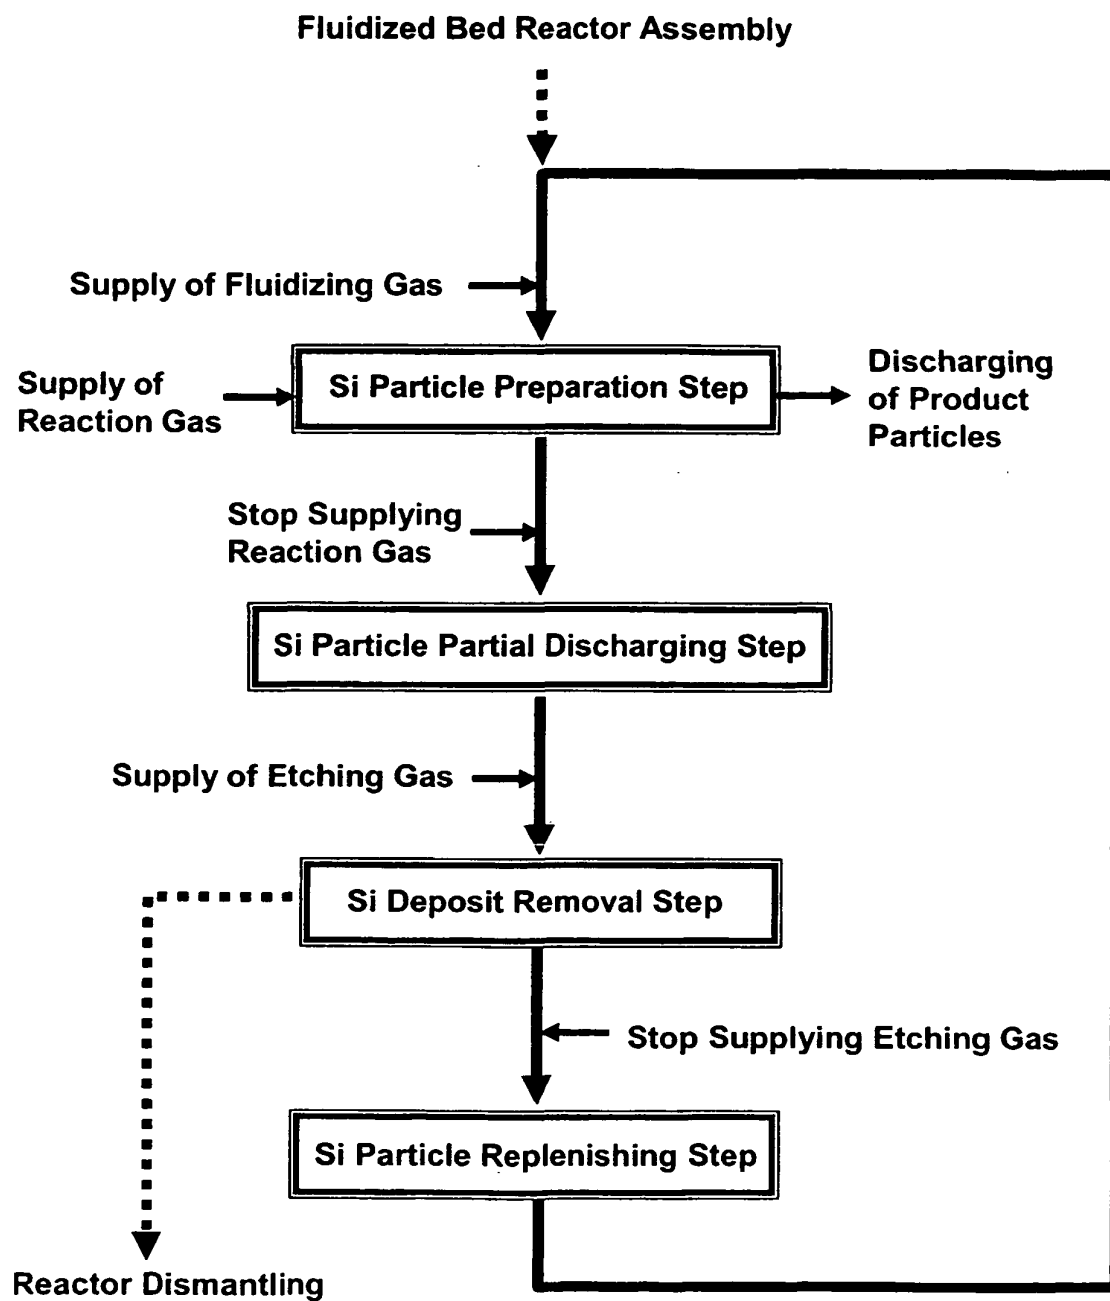 Fluidized Bed Reactor Assembly
Supply of Fluidizing Gas
Supply of
Reaction Gas
Si Particle Preparation Step
Discharging
of Product
Particles
Stop Supplying
Reaction Gas
Si Particle Partial Discharging Step
Supply of Etching Gas
Si Deposit Removal Step
Stop Supplying Etching Gas
Si Particle Replenishing Step
Reactor Dismantling